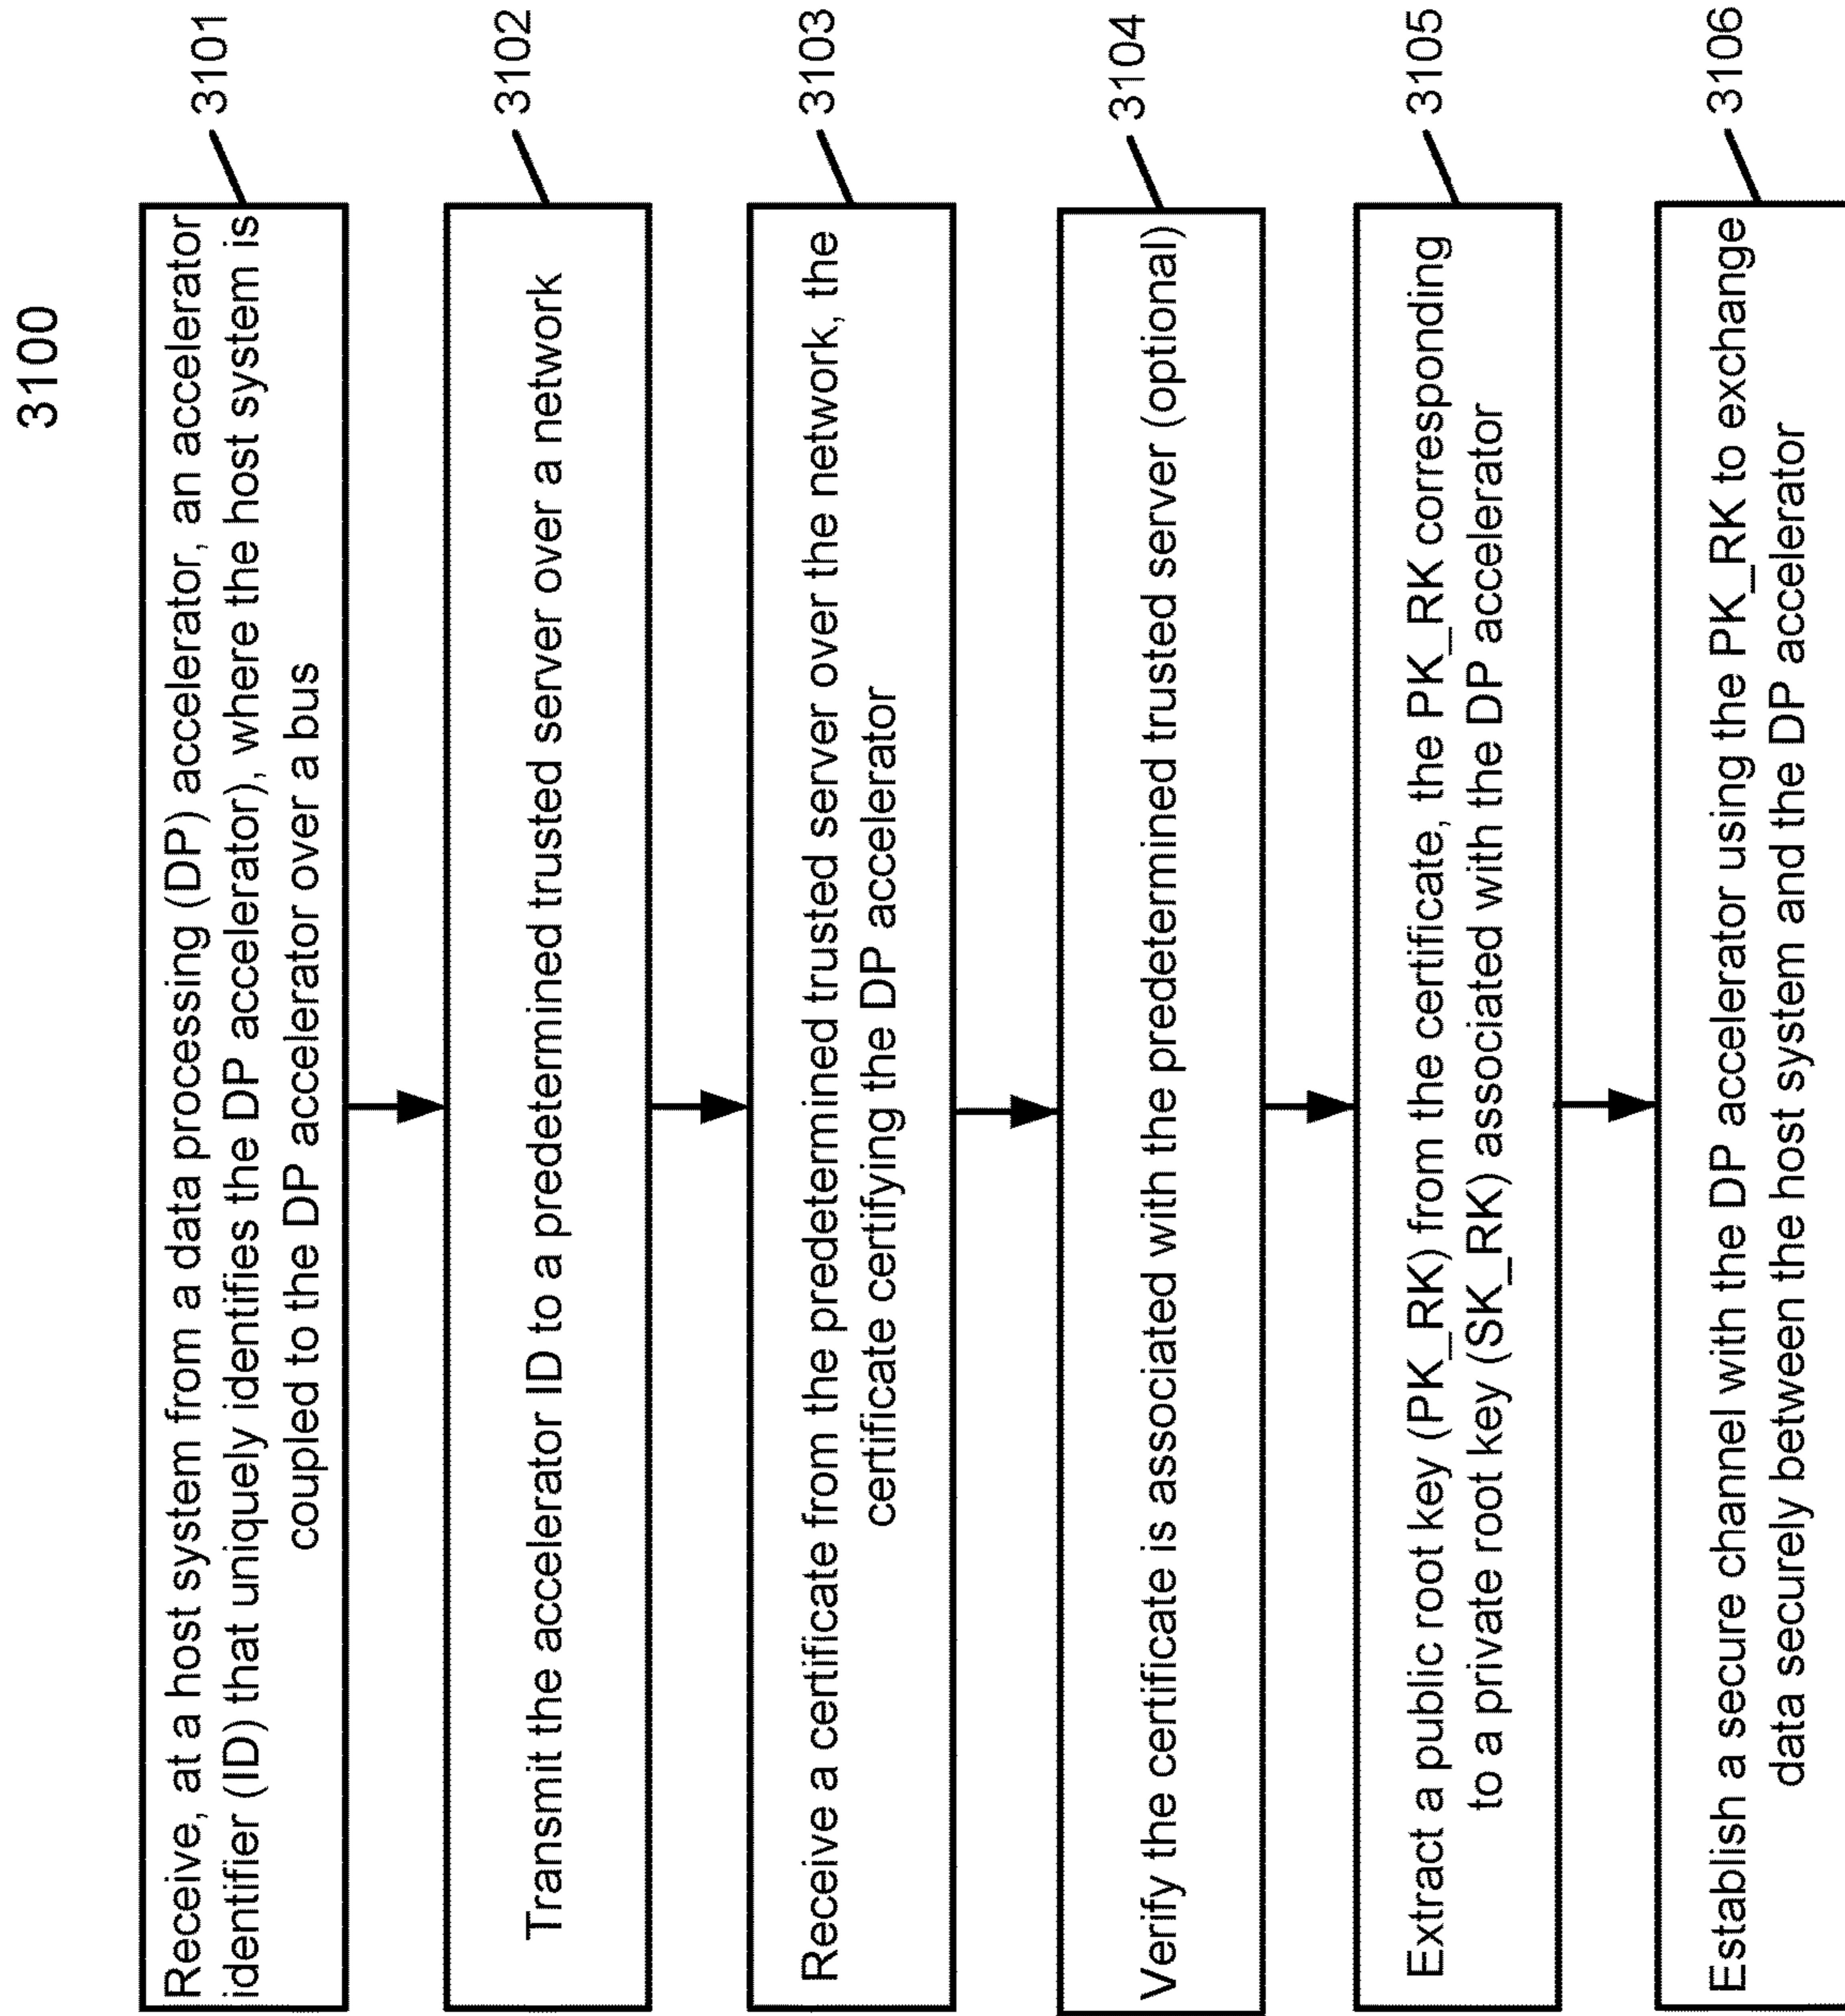 3100
Receive, at a host system from a data processing (DP) accelerator, an accelerator
identifier (ID) that uniquely identifies the DP accelerator), where the host system is
coupled to the DP accelerator over a bus
3101
Transmit the accelerator ID to a predetermined trusted server over a network
3102
Receive a certificate from the predetermined trusted server over the network, the
certificate certifying the DP accelerator
3103
Verify the certificate is associated with the predetermined trusted server (optional)
3104
Extract a public root key (PK_RK) from the certificate, the PK_RK corresponding
to a private root key (SK_RK) associated with the DP accelerator
3105
Establish a secure channel with the DP accelerator using the PK_RK to exchange
data securely between the host system and the DP accelerator
3106